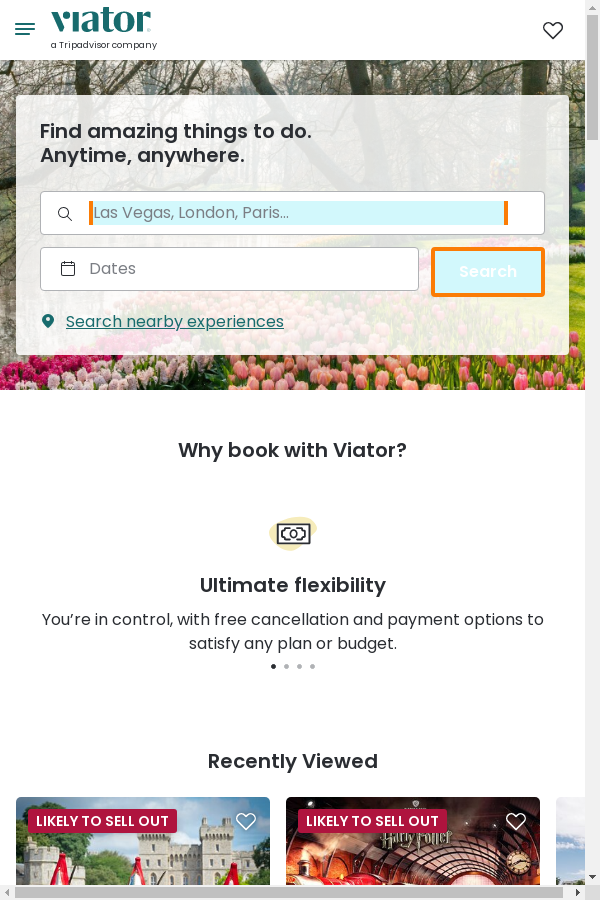 viator
a Tripadvisor company
Find amazing things to do.
Anytime, anywhere.
Las Vegas, London, Paris...
Dates
Search
Search nearby experiences
Why book with Viator?
Ultimate flexibility
You’re in control, with free cancellation and payment options to
satisfy any plan or budget.
Recently Viewed
LIKELY TO SELL OUT
LIKELY TO SELL OUT
Harry Potter